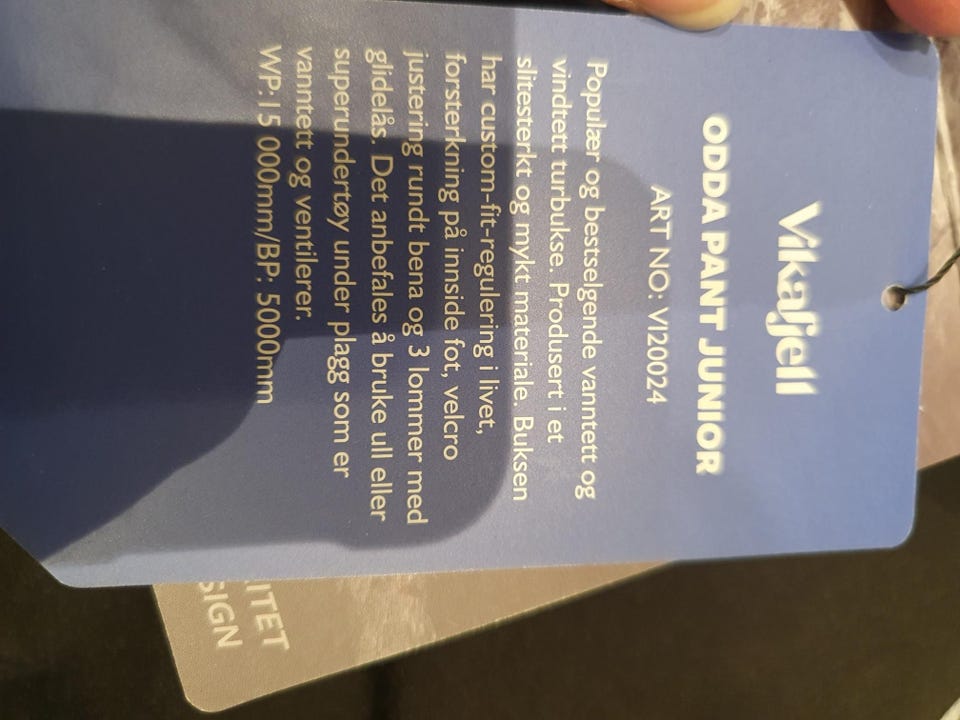 Vikafjell
ODDA PANT JUNIOR
ART NO: VI20024
Populær og bestselgende vanntett og
vindtett turbukse. Produsert i et
slitesterkt og mykt materiale. Buksen
har custom-fit-regulering i livet,
forsterkning på innside fot, velcro
justering rundt bena og 3 lommer med
glidelås. Det anbefales å bruke ull eller
superundertøy under plagg som er
vanntett og ventilerer.
WP:15 000mm/BP: 5000mm
LITET
SIGN